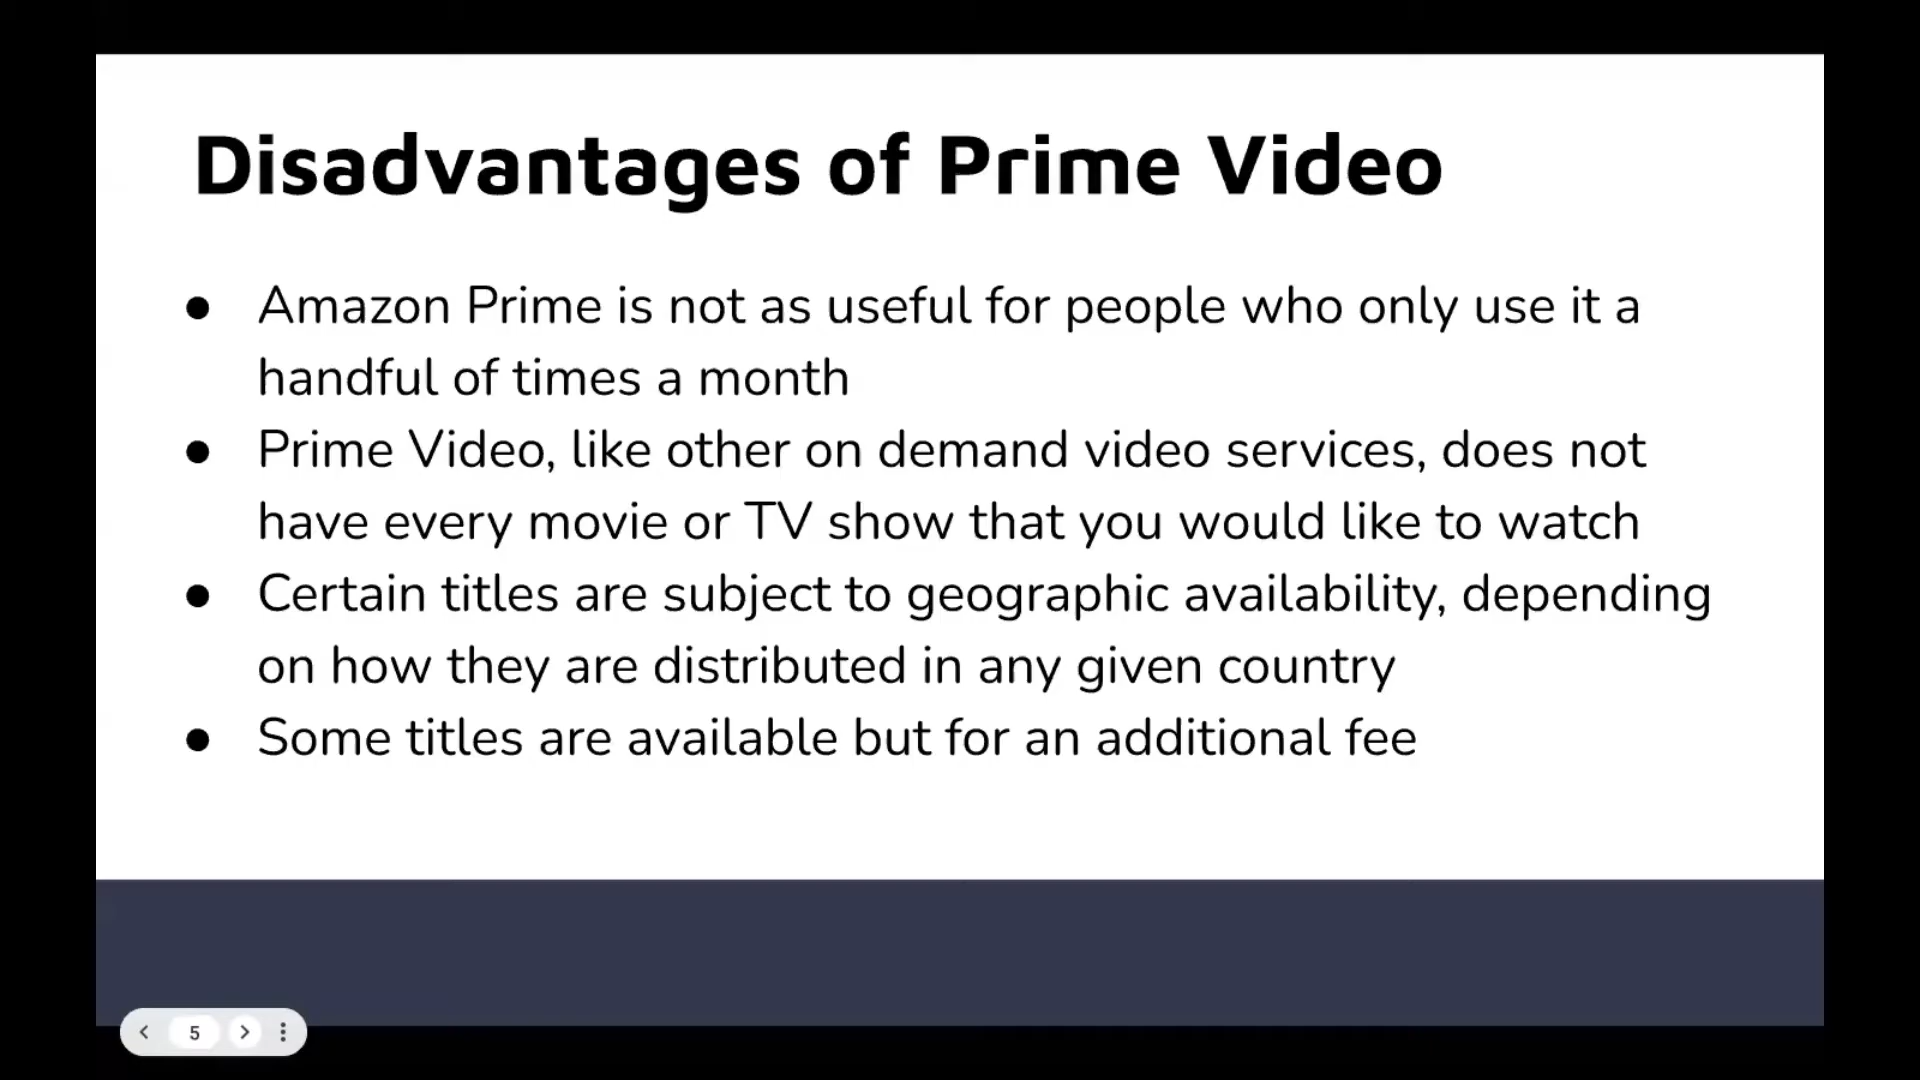 Disadvantages of Prime Video
● Amazon Prime is not as useful for people who only use it a
handful of times a month
● Prime Video, like other on demand video services, does not
have every movie or TV show that you would like to watch
● Certain titles are subject to geographic availability, depending
on how they are distributed in any given country
● Some titles are available but for an additional fee
5